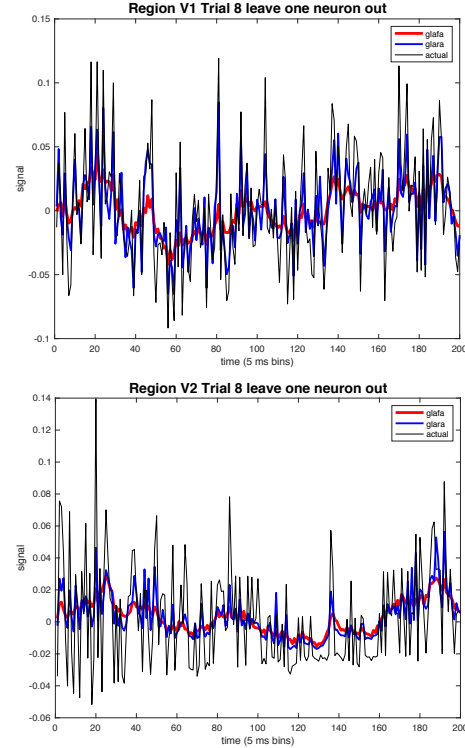 Region V1 Trial 8 leave one neuron out
0.15
0.1
0.05
0
-0.05
-0.1
signal
glafa
glara
actual
0 20 40 60 80 100 120 140 160 180 200
time (5 ms bins)
Region V2 Trial 8 leave one neuron out
0.14
0.12
0.1
0.08
0.06
0.04
0.02
0
-0.02
-0.04
-0.06
signal
glafa
glara
actual
0 20 40 60 80 100 120 140 160 180 200
time (5 ms bins)